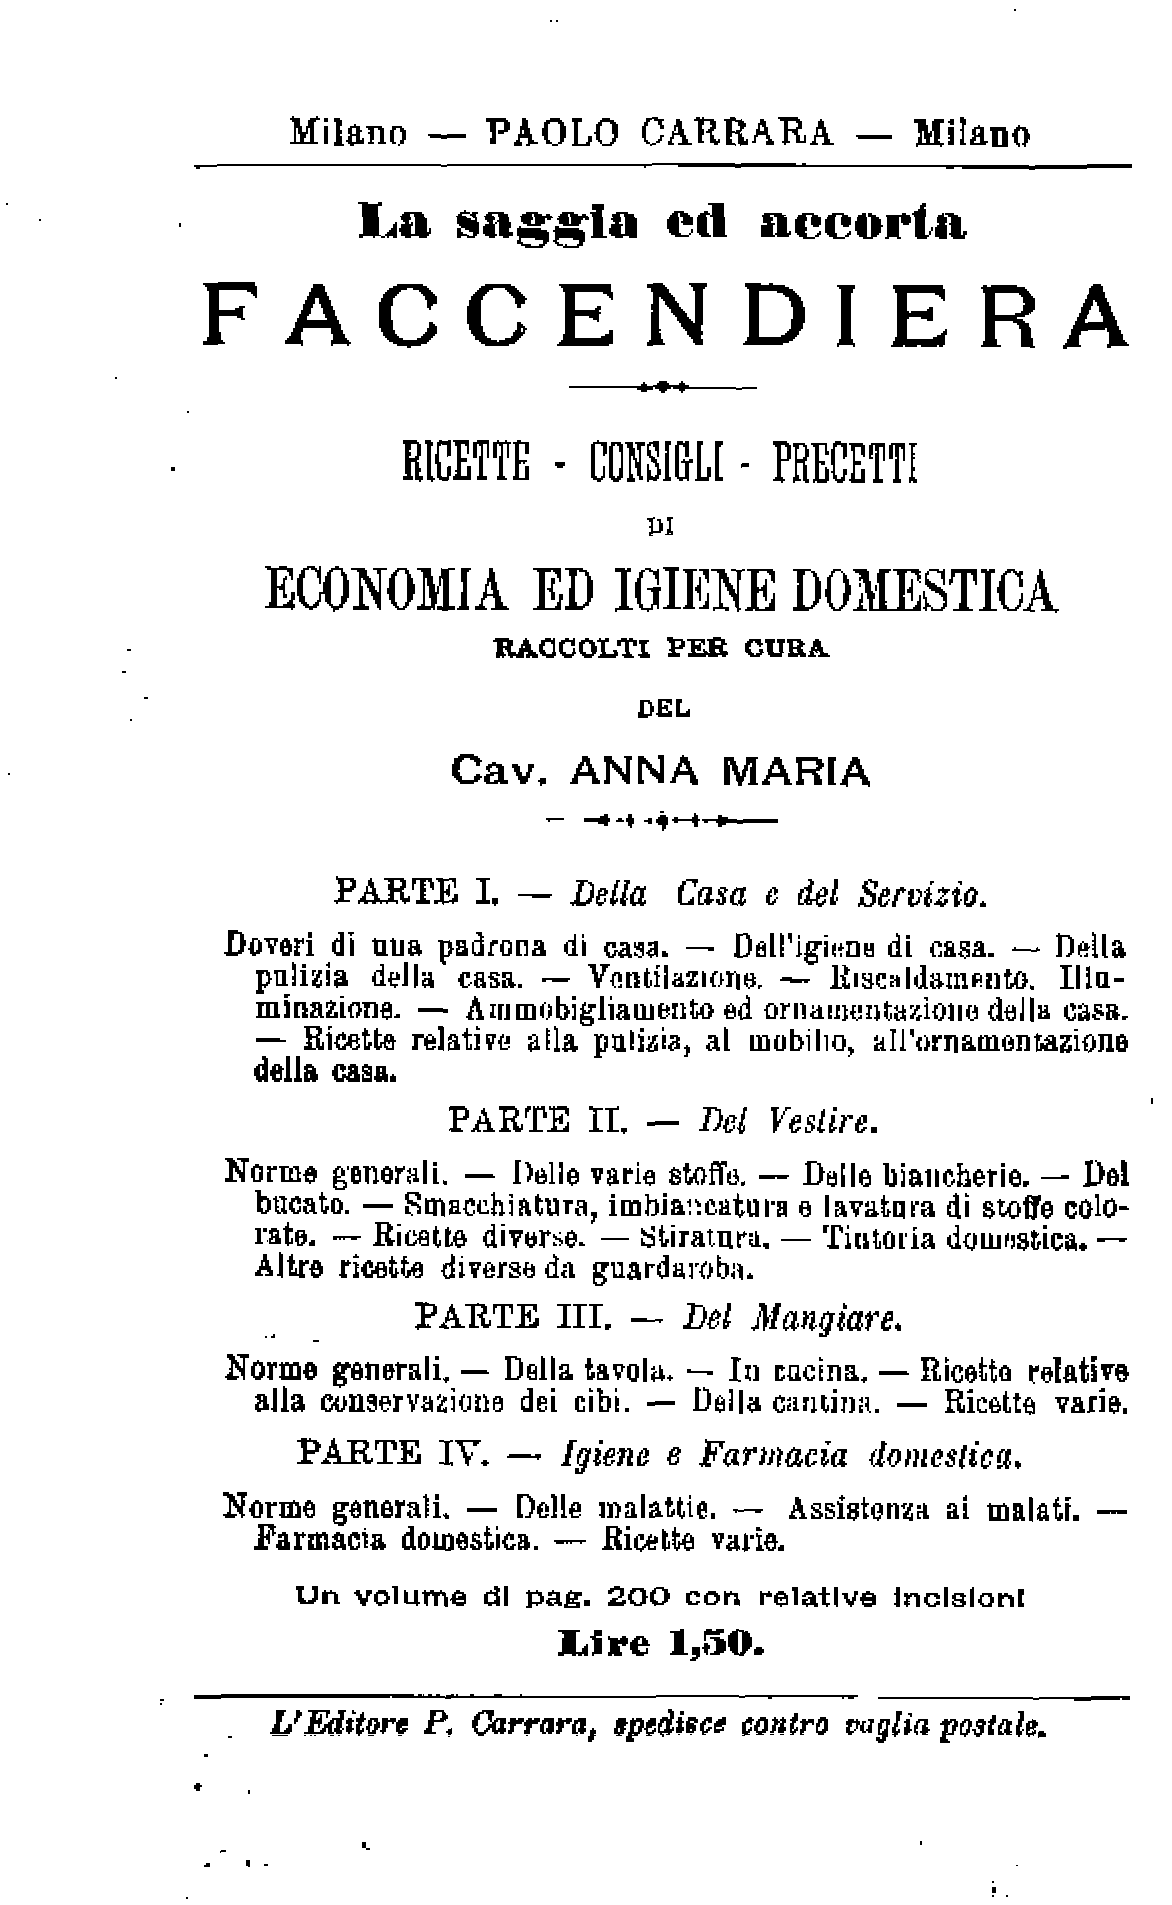 Milano — PAOLO CARRARA — Milano
La saggia ed accorta
FACCENDIERA
RICETTE - CONSIGLI - PRECETTI
DI
ECONOMIA ED IGIENE DOMESTICA
RACCOLTI PER CURA
DEL
Cav. ANNA MARIA
PARTE I. — Della Casa e del Servizio.
Doveri di una padrona di casa. — Dell'igiene di casa. — Della
pulizia della casa. — Ventilazione. — Riscaldamento. Illu-
minazione. — Ammobigliamento ed ornamentazione della casa.
— Ricette relative alla pulizia, al mobilio, all'ornamentazione
della casa.
PARTE II. — Del Vestire.
Norme generali. — Delle varie stoffe. — Delle biancherie. — Del
bucato. — Smacchiatura, imbiancatura e lavatura di stoffe colo-
rate. — Ricette diverse. — Stiratura. — Tintoria domestica. —
Altre ricette diverse da guardaroba.
PARTE III. — Del Mangiare.
Norme generali. — Della tavola. — In cucina. — Ricette relative
alla conservazione dei cibi. — Della cantina. — Ricette varie.
PARTE IV. — Igiene e Farmacia domestica.
Norme generali. — Delle malattie. — Assistenza ai malati. —
Farmacia domestica. — Ricette varie.
Un volume di pag. 200 con relative incisioni
Lire 1,50.
L'Editore P. Carrara, spedisce contro vaglia postale.